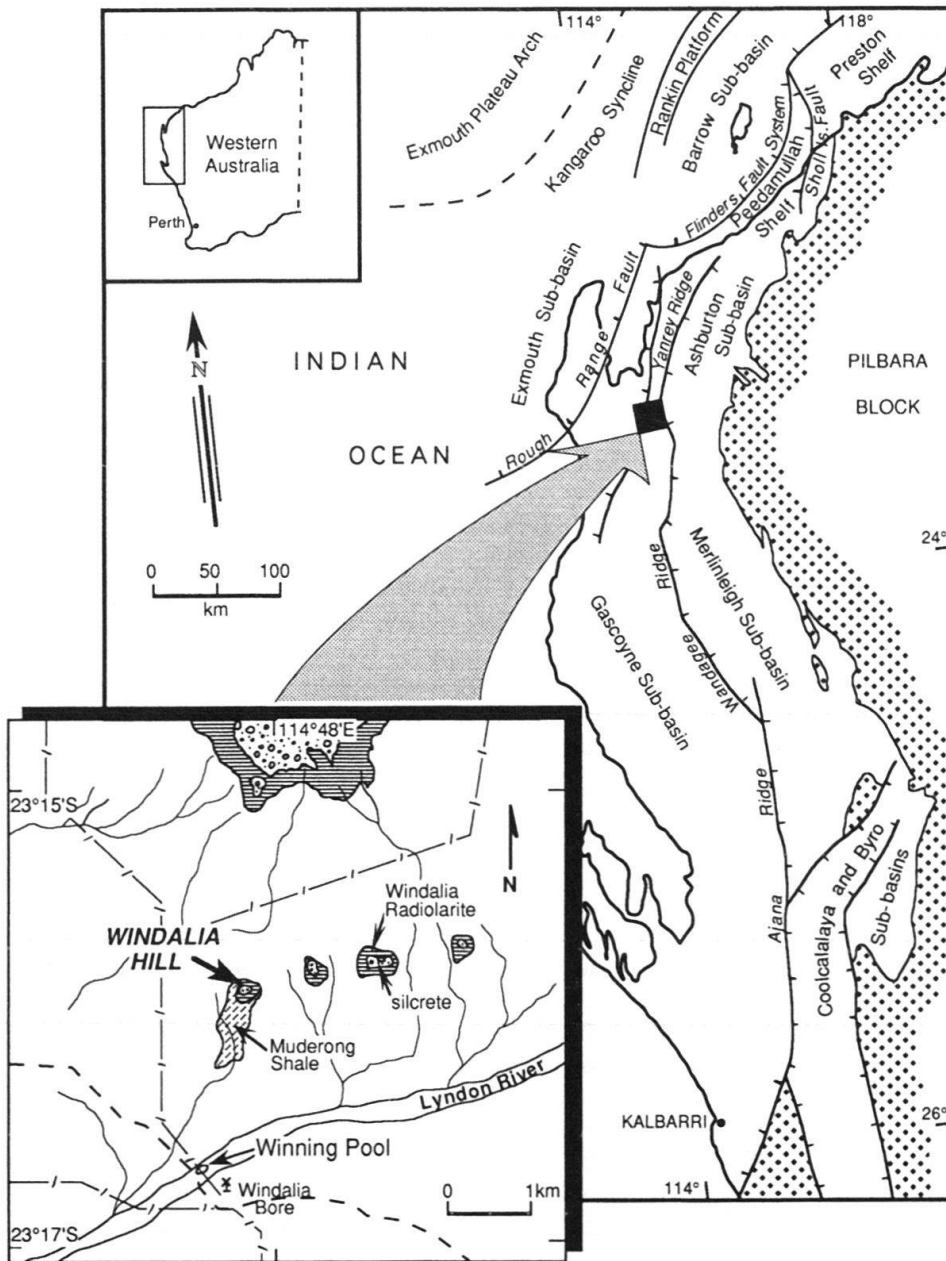 114°
118°
Western
Australia
Perth
Exmouth Plateau Arch
Kangaroo Syncline
Rankin Platform
Barrow Sub-basin
Preston
Shelf
Flinders Fault System
Peedamullah
Shelf
Sholl Is. Fault
Exmouth Sub-basin
Rough Range Fault
Yanrey Ridge
Ashburton
Sub-basin
N
INDIAN
OCEAN
PILBARA
BLOCK
0 50 100
km
24°
Gascoyne Sub-basin
Wandagee Ridge
Merlinleigh Sub-basin
Ajana Ridge
Coolcalalaya and Byro
Sub-basins
KALBARRI
26°
114°
114°48'E
23°15'S
N
Windalia
Radiolarite
WINDALIA
HILL
silcrete
Muderong
Shale
Lyndon River
Winning Pool
Windalia
Bore
0 1km
23°17'S